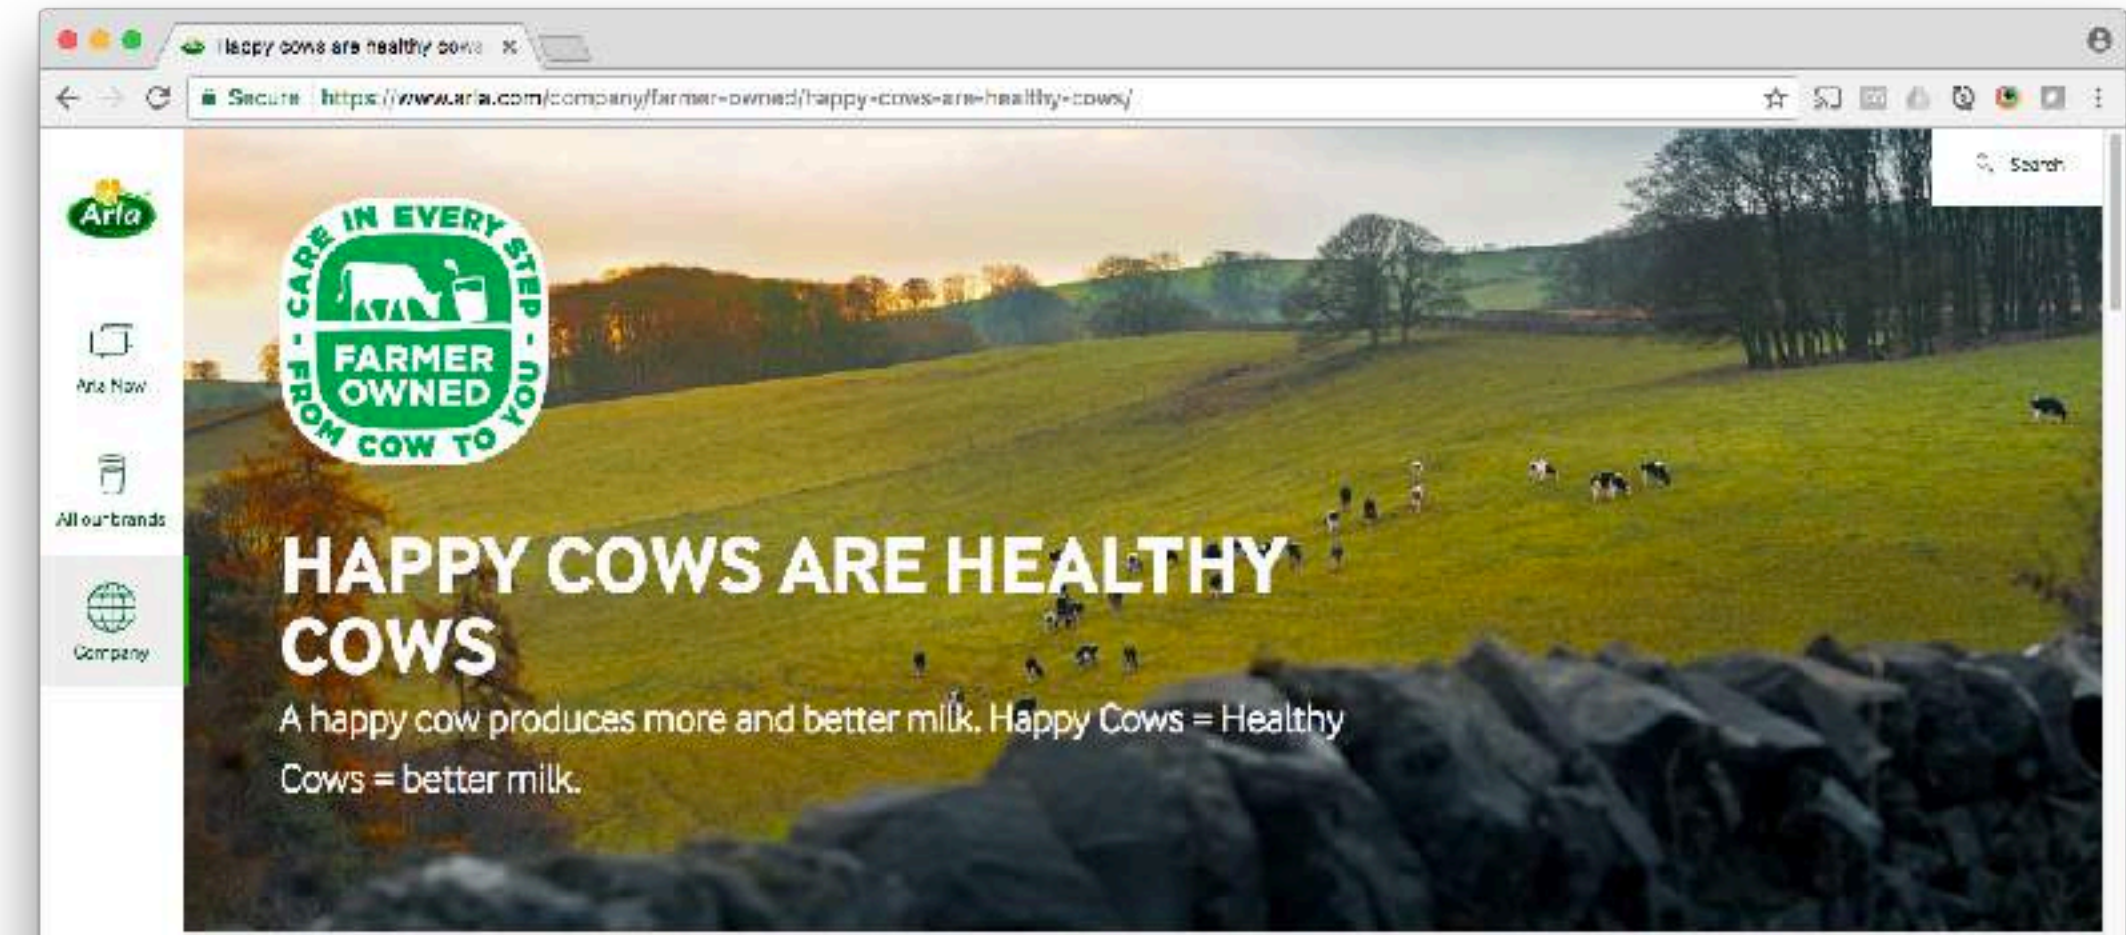 Happy cows are healthy cows
Secure
https://www.arla.com/company/farmer-owned/happy-cows-are-healthy-cows/
Search
Arla
Arla Now
All our brands
Company
CARE IN EVERY STEP - FROM COW TO YOU -
FARMER
OWNED
HAPPY COWS ARE HEALTHY
COWS
A happy cow produces more and better milk. Happy Cows = Healthy
Cows = better milk.